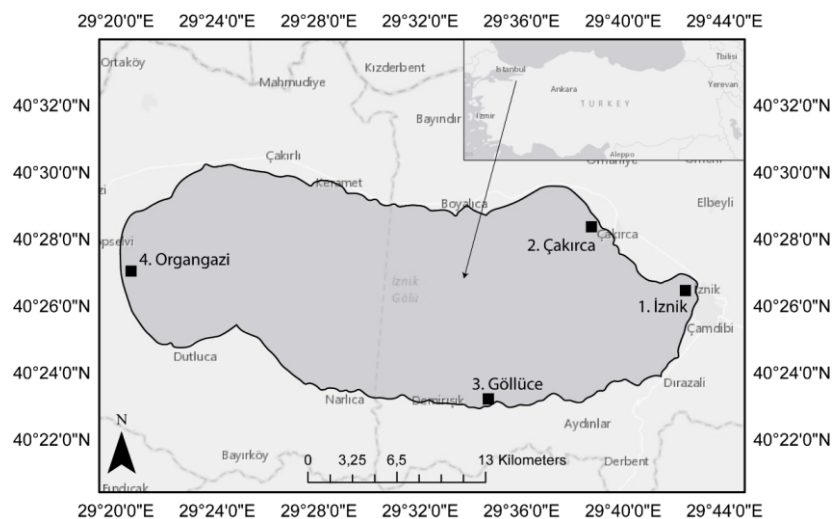 29°20'0"E 29°24'0"E 29°28'0"E 29°32'0"E 29°36'0"E 29°40'0"E 29°44'0"E
Ortaköy
Kızderbent
Mahmudiye
Bayındır
Istanbul
Ankara
TURKEY
Izmir
Tbilisi
Yerevan
Aleppo
40°32'0"N 40°32'0"N
40°30'0"N 40°30'0"N
Çakırlı
Keramet
Boyalıca
Elbeyli
40°28'0"N 40°28'0"N
2. Çakırca
Çakırca
4. Organgazi
Iznik
Gölü
40°26'0"N 40°26'0"N
1. İznik
Çamdibi
40°24'0"N 40°24'0"N
Dutluca
3. Göllüce
Dırazali
Narlıca
Demirışık
Aydınlar
40°22'0"N 40°22'0"N
N
Bayırköy
Derbent
0 3,25 6,5 13 Kilometers
Fındıcak
29°20'0"E 29°24'0"E 29°28'0"E 29°32'0"E 29°36'0"E 29°40'0"E 29°44'0"E